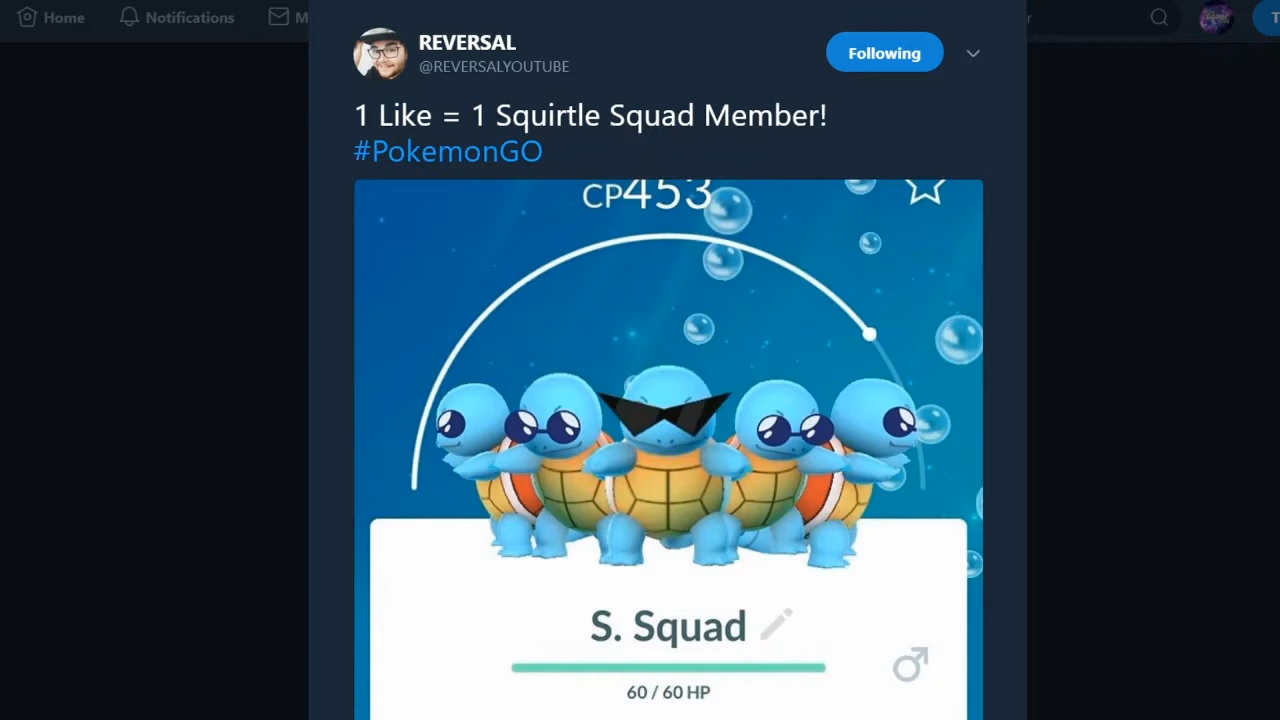 Home
Notifications
M
REVERSAL
@REVERSALYOUTUBE
Following
1 Like = 1 Squirtle Squad Member!
#PokemonGO
CP453
S. Squad
60 / 60 HP